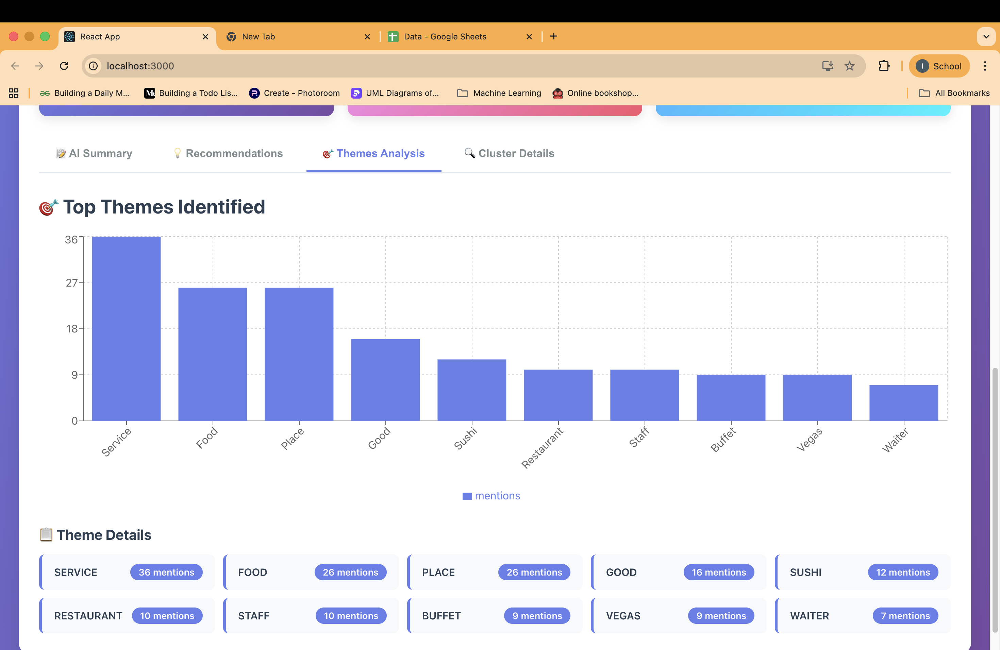 React App
New Tab
Data - Google Sheets
localhost:3000
School
Building a Daily M...
Building a Todo Lis...
Create - Photoroom
UML Diagrams of...
Machine Learning
Online bookshop...
All Bookmarks
AI Summary
Recommendations
Themes Analysis
Cluster Details
Top Themes Identified
36
27
18
9
0
Service
Food
Place
Good
Sushi
Restaurant
Staff
Buffet
Vegas
Waiter
mentions
Theme Details
SERVICE 36 mentions
FOOD 26 mentions
PLACE 26 mentions
GOOD 16 mentions
SUSHI 12 mentions
RESTAURANT 10 mentions
STAFF 10 mentions
BUFFET 9 mentions
VEGAS 9 mentions
WAITER 7 mentions